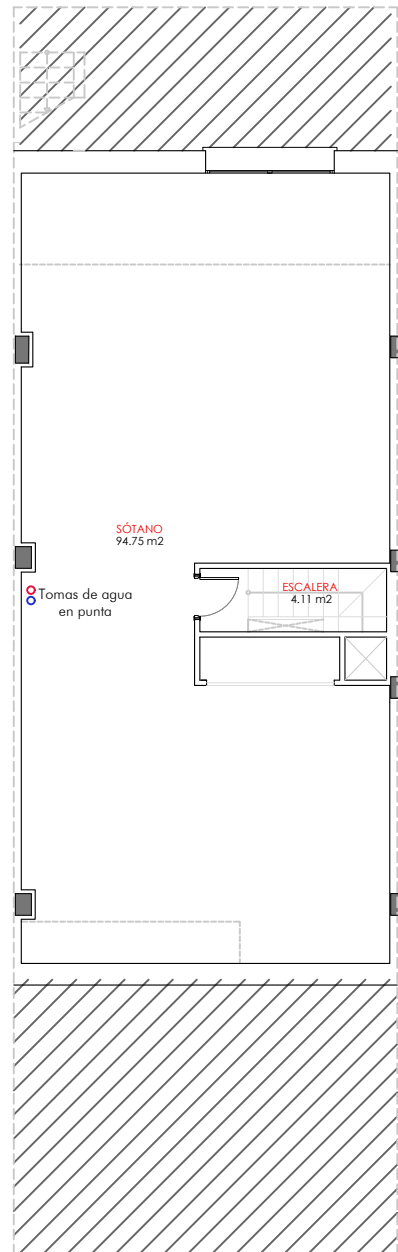 SÓTANO
94.75 m2
ESCALERA
4.11 m2
Tomas de agua
en punta